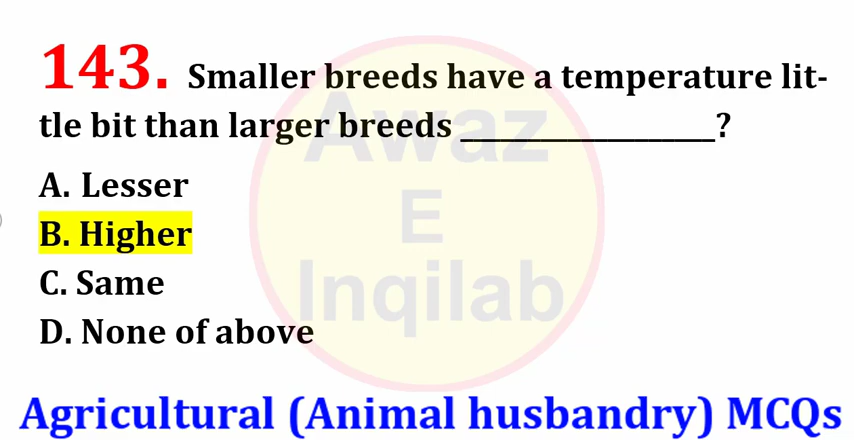 143. Smaller breeds have a temperature lit-
tle bit than larger breeds ____________________?
A. Lesser
B. Higher
C. Same
D. None of above
Awaz
E
Inqilab
Agricultural (Animal husbandry) MCQs